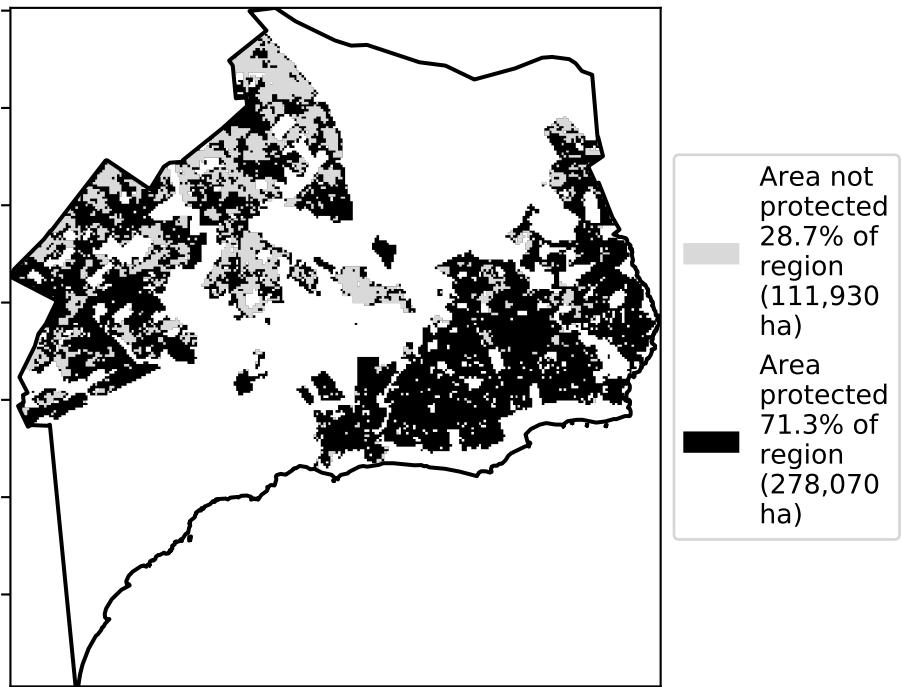 Area not
protected
28.7% of
region
(111,930
ha)
Area
protected
71.3% of
region
(278,070
ha)